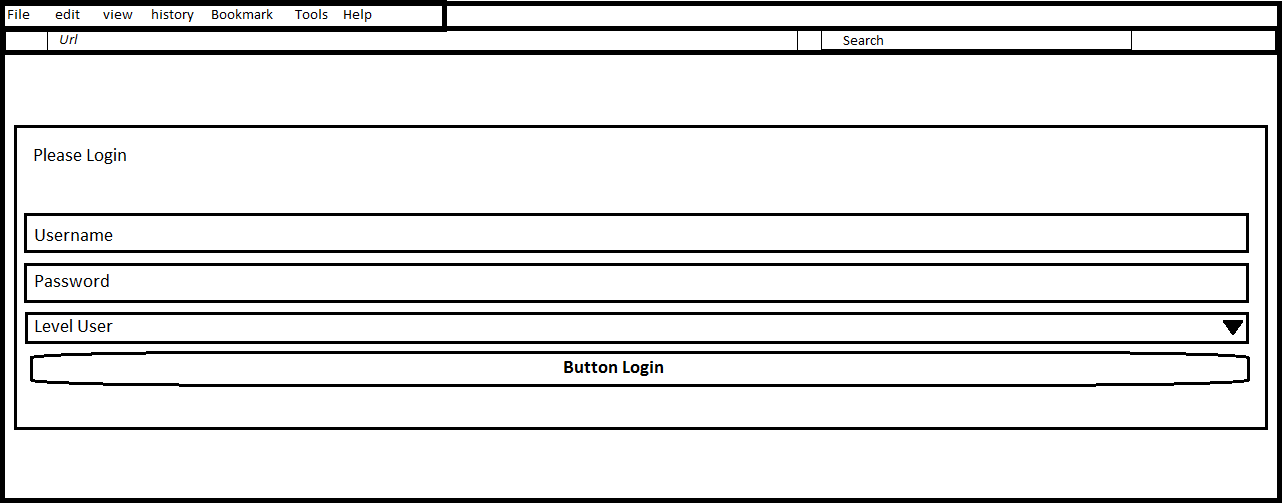 File edit view history Bookmark Tools Help
Url Search
Please Login
Username
Password
Level User
Button Login